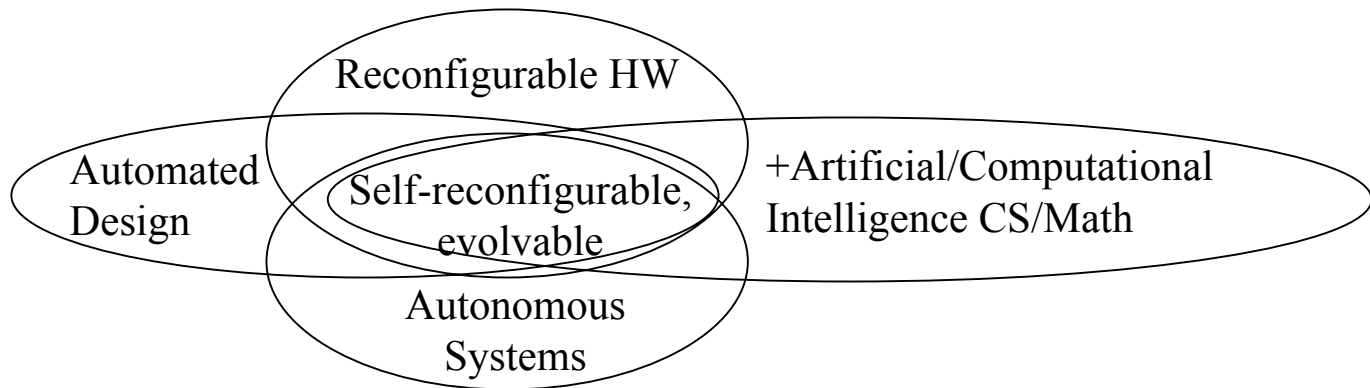 Reconfigurable HW
Automated
Design
Self-reconfigurable,
evolvable
+Artificial/Computational
Intelligence CS/Math
Autonomous
Systems